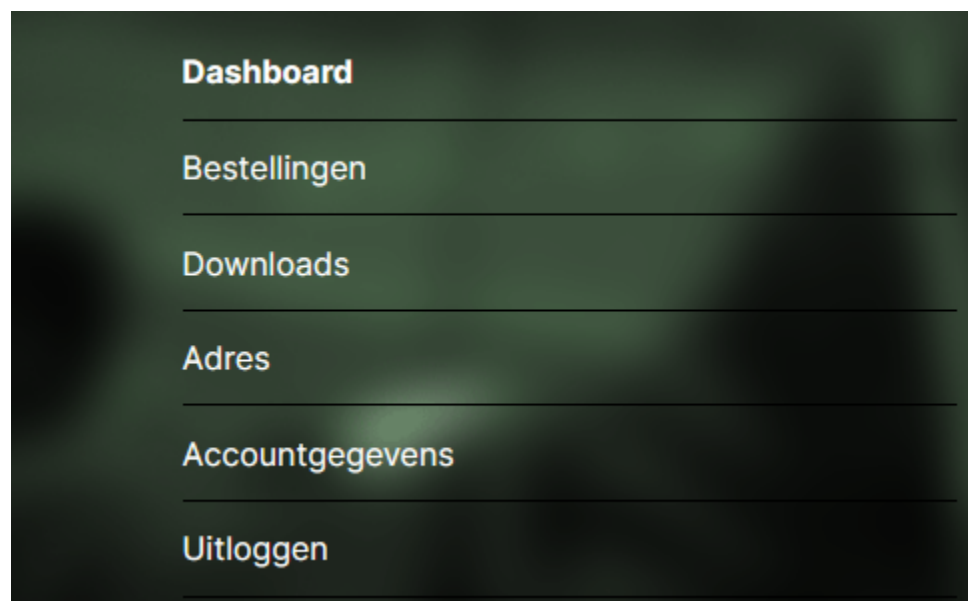 Dashboard
Bestellingen
Downloads
Adres
Accountgegevens
Uitloggen